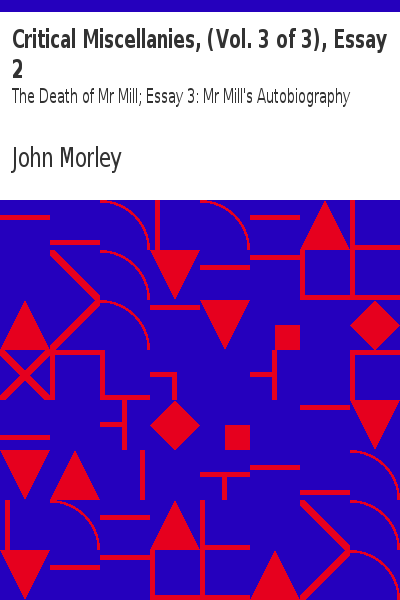 Critical Miscellanies, (Vol. 3 of 3), Essay
2
The Death of Mr Mill; Essay 3: Mr Mill's Autobiography
John Morley